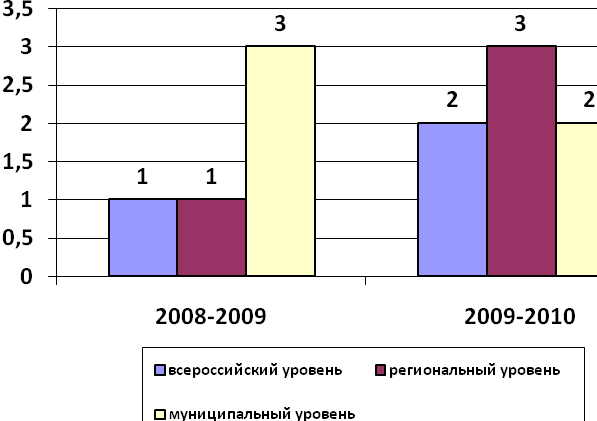 3,5
3
2,5
2
1,5
1
0,5
0
1 1 3
2 3 2
2008-2009 2009-2010
всероссийский уровень региональный уровень
муниципальный уровень